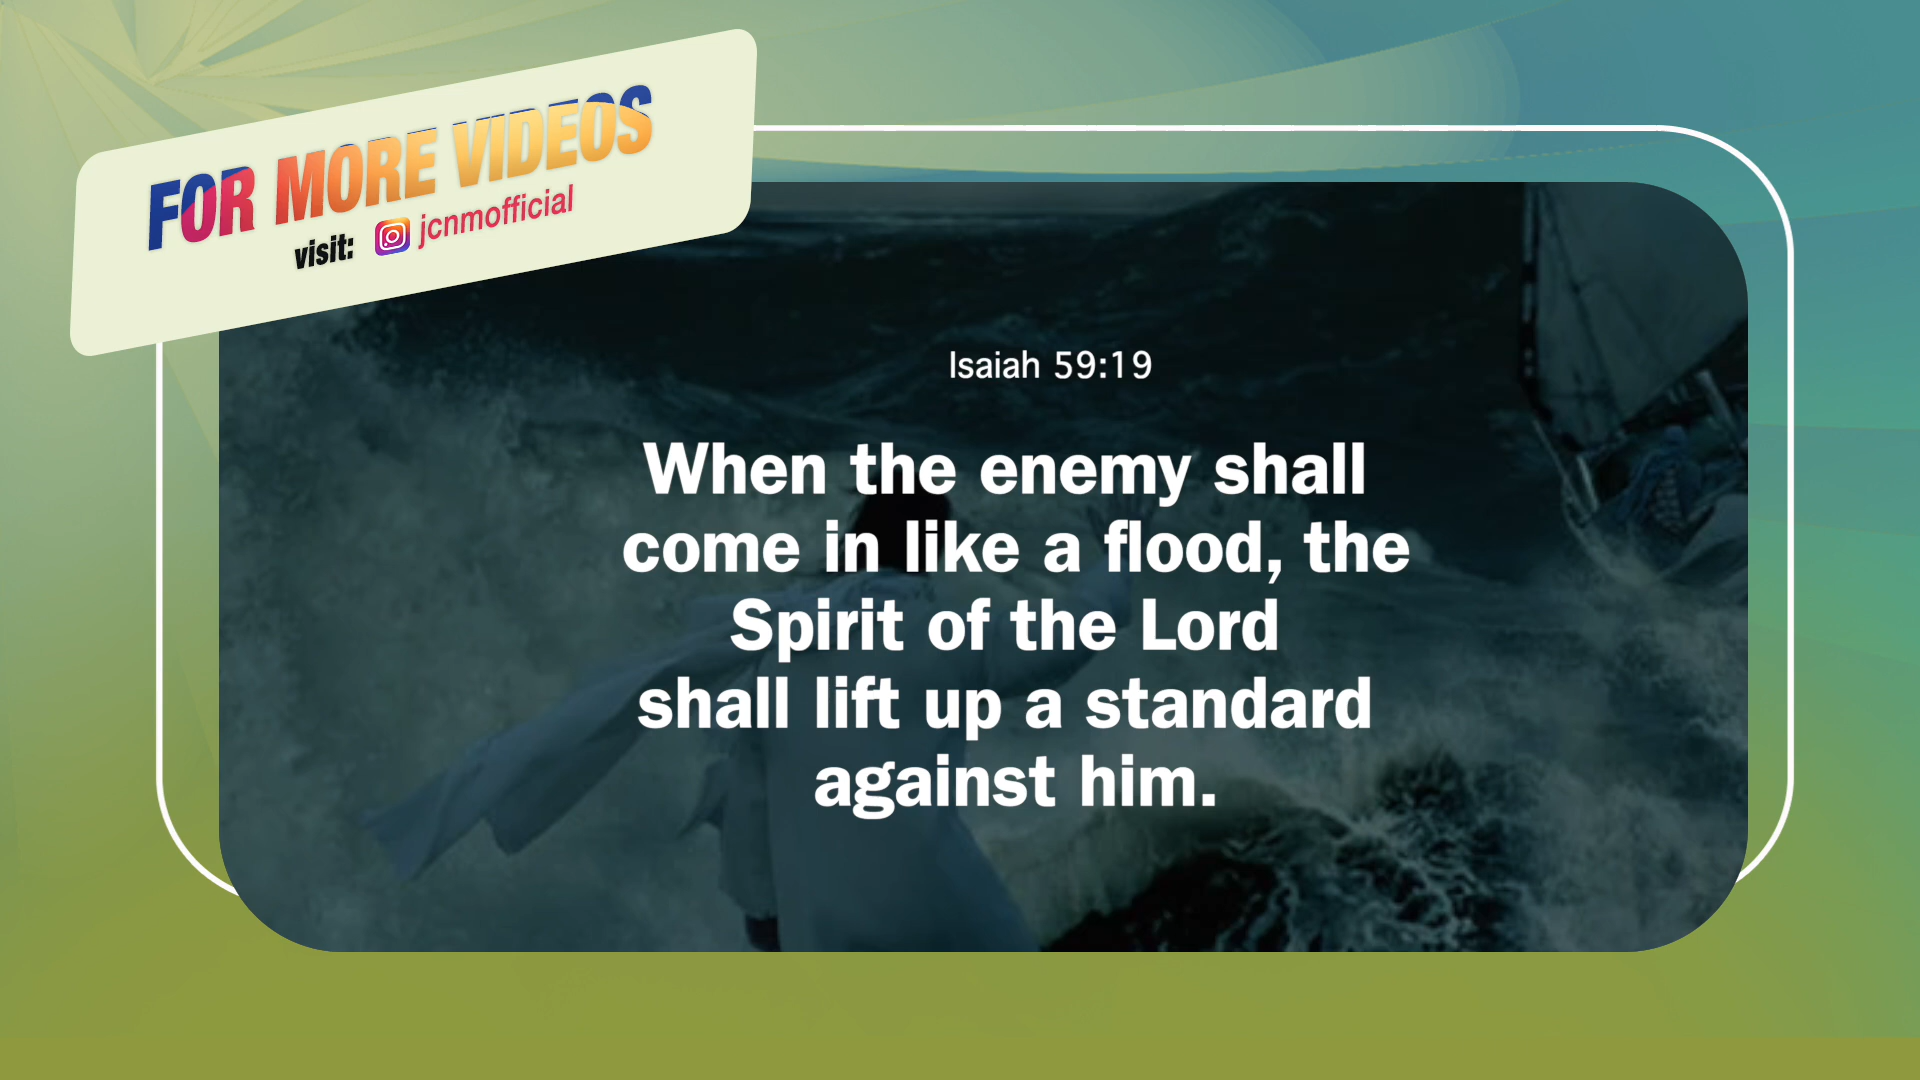 FOR MORE VIDEOS
visit: jcnmofficial
Isaiah 59:19
When the enemy shall
come in like a flood, the
Spirit of the Lord
shall lift up a standard
against him.